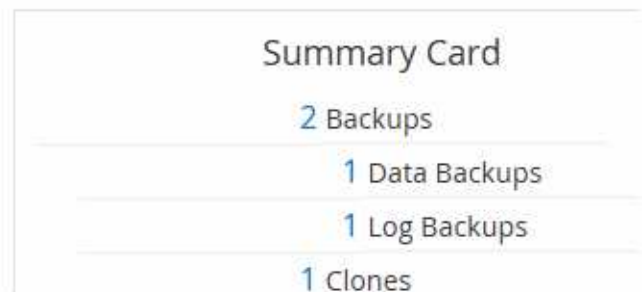 Summary Card
2 Backups
1 Data Backups
1 Log Backups
1 Clones